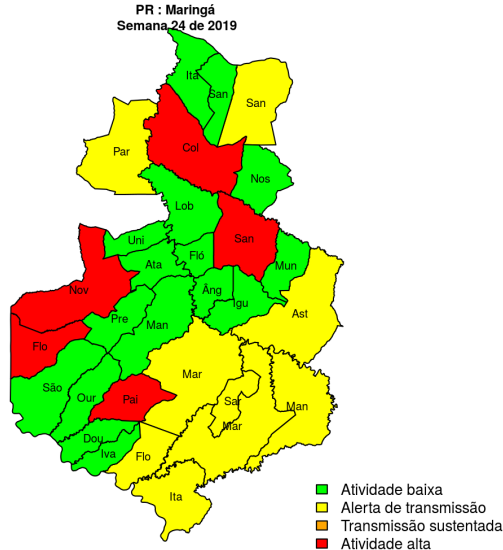 PR : Maringá
Semana 24 de 2019
Itá
San
San
Par
Col
Nos
Lob
Uni
Fló
San
Mun
Ata
Nov
Âng
Igu
Ast
Pre
Man
Flo
Mar
São
Our
Pai
Sar
Man
Mar
Dou
Iva
Flo
Ita
Atividade baixa
Alerta de transmissão
Transmissão sustentada
Atividade alta